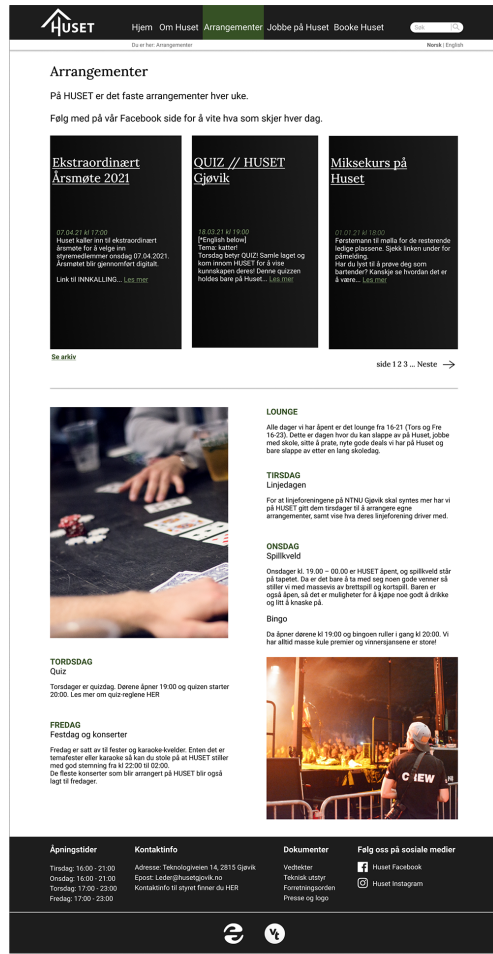 HUSET
Hjem Om Huset Arrangementer Jobbe på Huset Booke Huset
Søk
Du er her: Arrangementer
Norsk | English
Arrangementer
På HUSET er det faste arrangementer hver uke.
Følg med på vår Facebook side for å vite hva som skjer hver dag.
Ekstraordinært
Årsmøte 2021
07.04.21 kl 17:00
Huset kaller inn til ekstraordinært
årsmøte for å velge inn
styremedlemmer onsdag 07.04.2021.
Årsmøtet blir gjennomført digitalt.
Link til INNKALLING... Les mer
QUIZ // HUSET
Gjøvik
18.03.21 kl 19:00
[*English below]
Tema: katter!
Torsdag betyr QUIZ! Samle laget og
kom innom HUSET for å vise
kunnskapen deres! Denne quizzen
holdes bare på Huset... Les mer
Miksekurs på
Huset
01.01.21 kl 18:00
Førstemann til mølla for de resterende
ledige plassene. Sjekk linken under for
påmelding.
Har du lyst til å prøve deg som
bartender? Kanskje se hvordan det er
å være... Les mer
Se arkiv
side 1 2 3 ... Neste
LOUNGE
Alle dager vi har åpent er det lounge fra 16-21 (Tors og Fre
16-23). Dette er dagen hvor du kan slappe av på Huset, jobbe
med skole, sitte å prate, nyte gode deals vi har på Huset og
bare slappe av etter en lang skoledag.
TIRSDAG
Linjedagen
For at linjeforeningene på NTNU Gjøvik skal syntes mer har vi
på HUSET gitt dem tirsdager til å arrangere egne
arrangementer, samt vise hva deres linjeforening driver med.
ONSDAG
Spillkveld
Onsdager kl. 19.00 – 00.00 er HUSET åpent, og spillkveld står
på tapetet. Da er det bare å ta med seg noen gode venner så
stiller vi med massevis av brettspill og kortspill. Baren er
også åpen, så det er muligheter for å kjøpe noe godt å drikke
og litt å knaske på.
Bingo
Da åpner dørene kl 19:00 og bingoen ruller i gang kl 20:00. Vi
har alltid masse kule premier og vinnersjansene er store!
TORDSDAG
Quiz
Torsdager er quizdag. Dørene åpner 19:00 og quizen starter
20:00. Les mer om quiz-reglene HER
FREDAG
Festdag og konserter
Fredag er satt av til fester og karaoke-kvelder. Enten det er
temafester eller karaoke så kan du stole på at HUSET stiller
med god stemning fra kl 22:00 til 02:00.
De fleste konserter som blir arrangert på HUSET blir også
lagt til fredager.
CREW
Åpningstider
Tirsdag: 16:00 - 21:00
Onsdag: 16:00 - 21:00
Torsdag: 17:00 - 23:00
Fredag: 17:00 - 23:00
Kontaktinfo
Adresse: Teknologiveien 14, 2815 Gjøvik
Epost: Leder@husetgjovik.no
Kontaktinfo til styret finner du HER
Dokumenter
Vedtekter
Teknisk utstyr
Forretningsorden
Presse og logo
Følg oss på sosiale medier
Huset Facebook
Huset Instagram